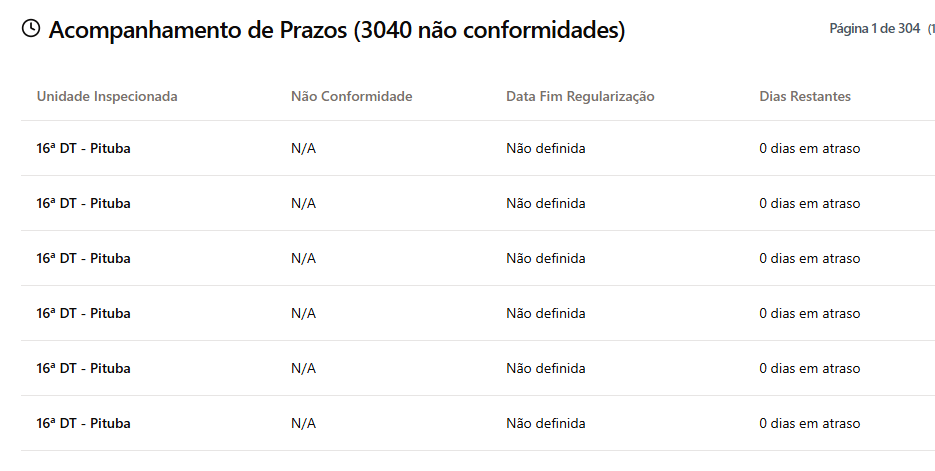 Acompanhamento de Prazos (3040 não conformidades) Página 1 de 304 (1
Unidade Inspecionada Não Conformidade Data Fim Regularização Dias Restantes
16ª DT - Pituba N/A Não definida 0 dias em atraso
16ª DT - Pituba N/A Não definida 0 dias em atraso
16ª DT - Pituba N/A Não definida 0 dias em atraso
16ª DT - Pituba N/A Não definida 0 dias em atraso
16ª DT - Pituba N/A Não definida 0 dias em atraso
16ª DT - Pituba N/A Não definida 0 dias em atraso